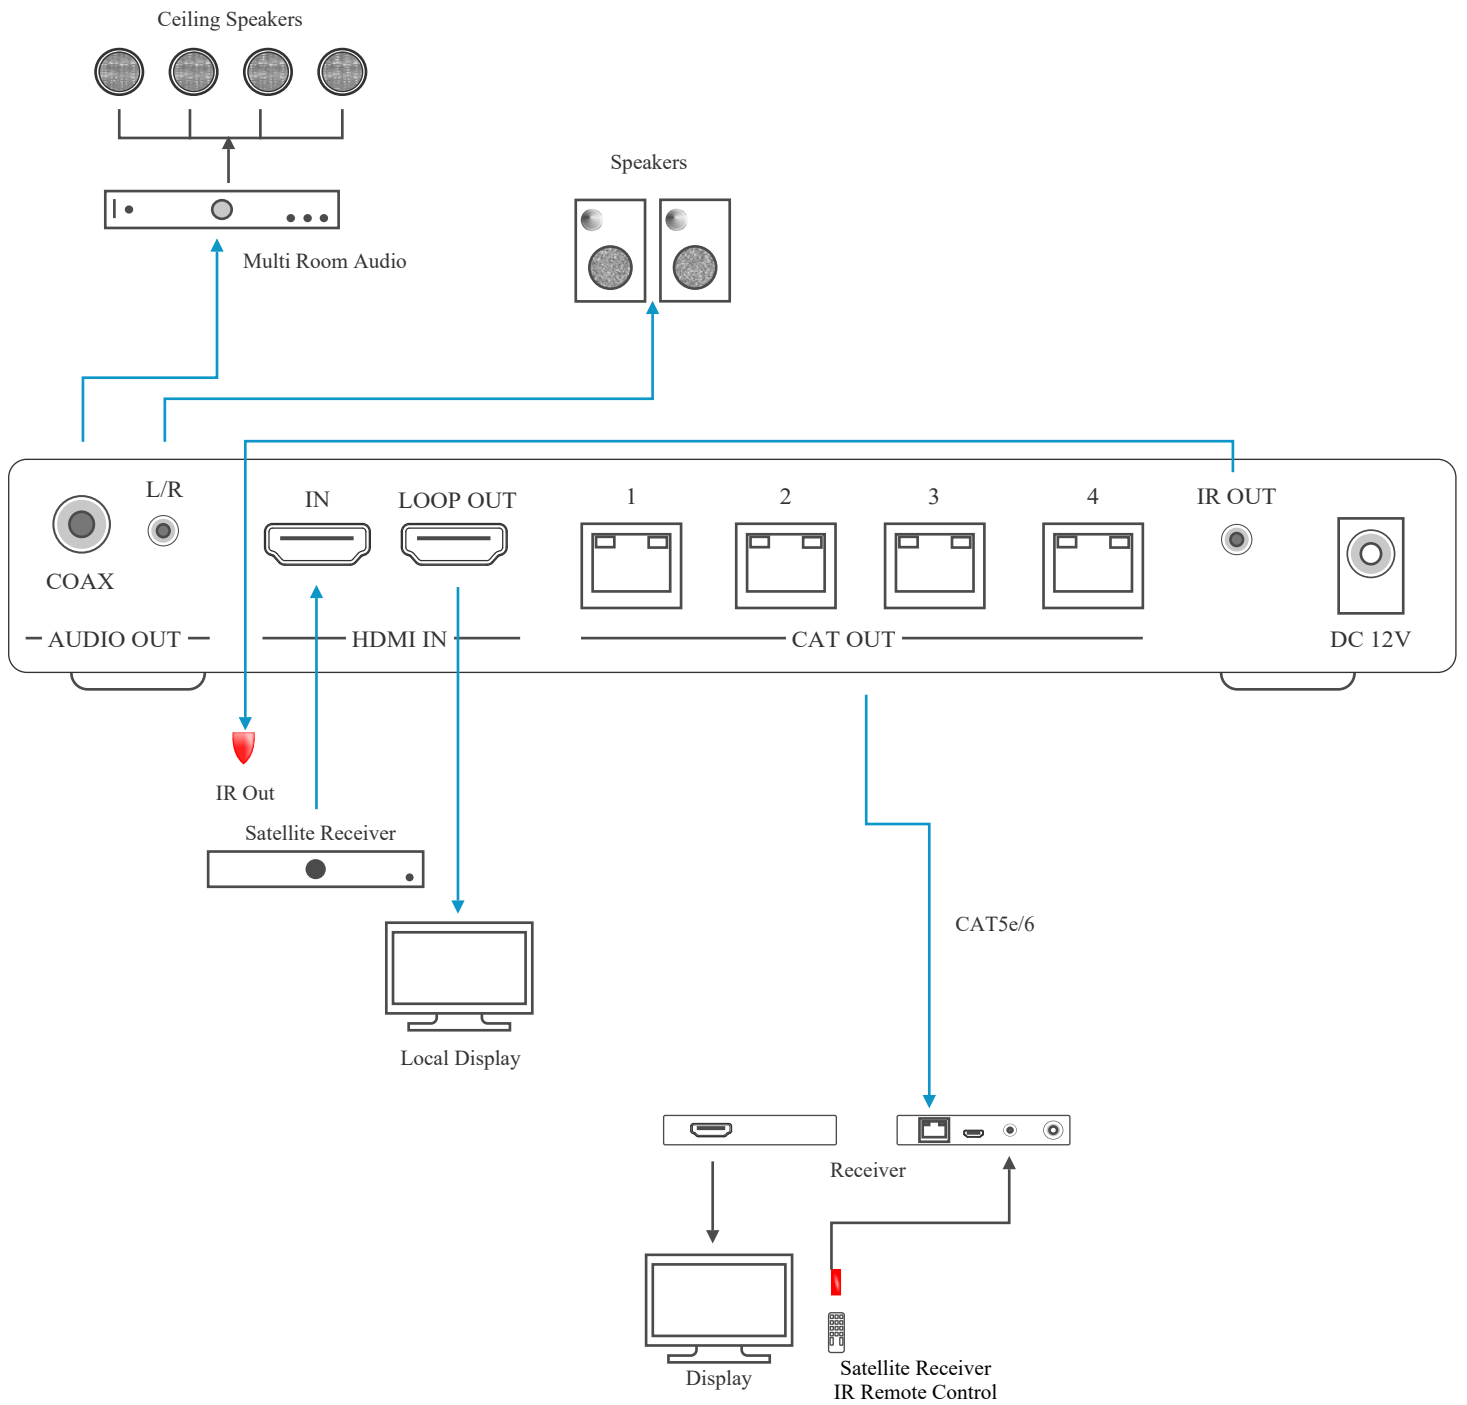 Ceiling Speakers
Multi Room Audio
Speakers
L/R
COAX
AUDIO OUT
IN
LOOP OUT
HDMI IN
1
2
3
4
CAT OUT
IR OUT
DC 12V
IR Out
Satellite Receiver
Local Display
CAT5e/6
Receiver
Display
Satellite Receiver
IR Remote Control